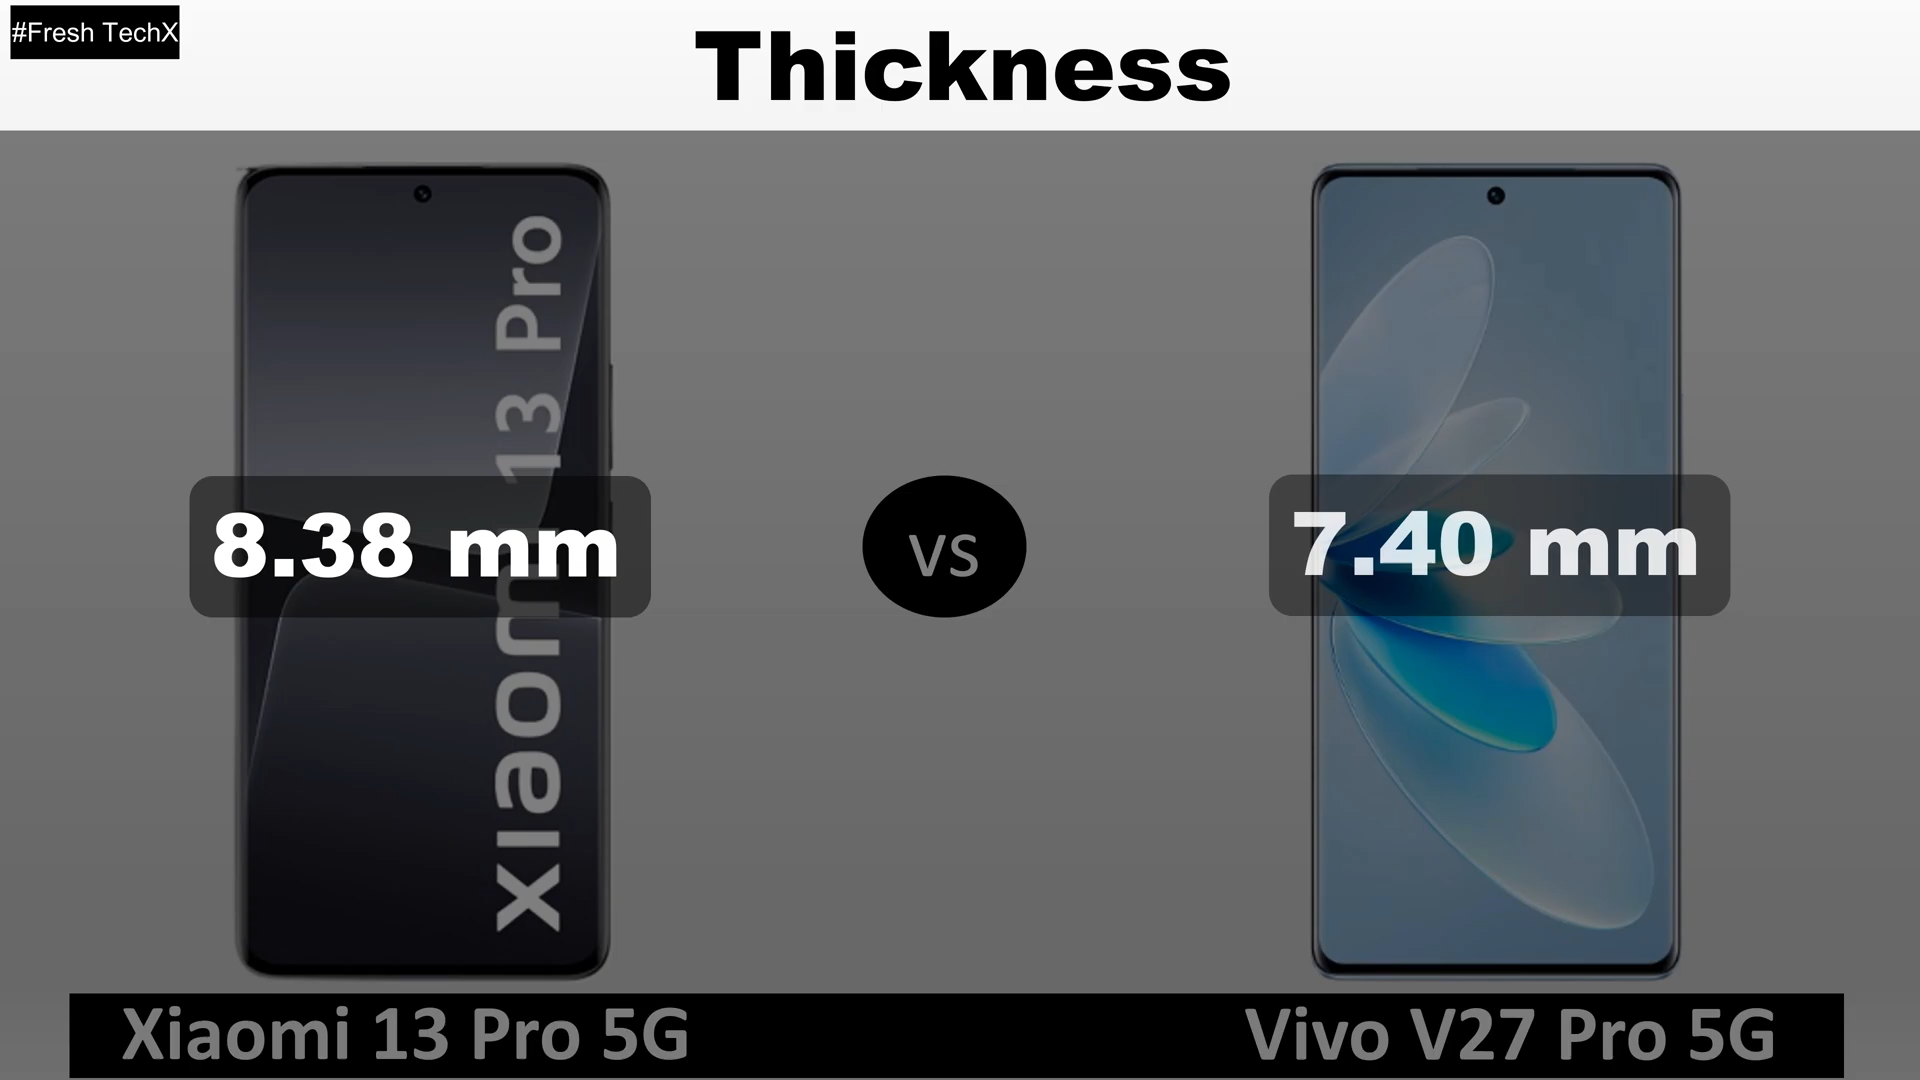 #Fresh TechX
Thickness
Xiaomi 13 Pro
8.38 mm
vs
7.40 mm
Xiaomi 13 Pro 5G
Vivo V27 Pro 5G